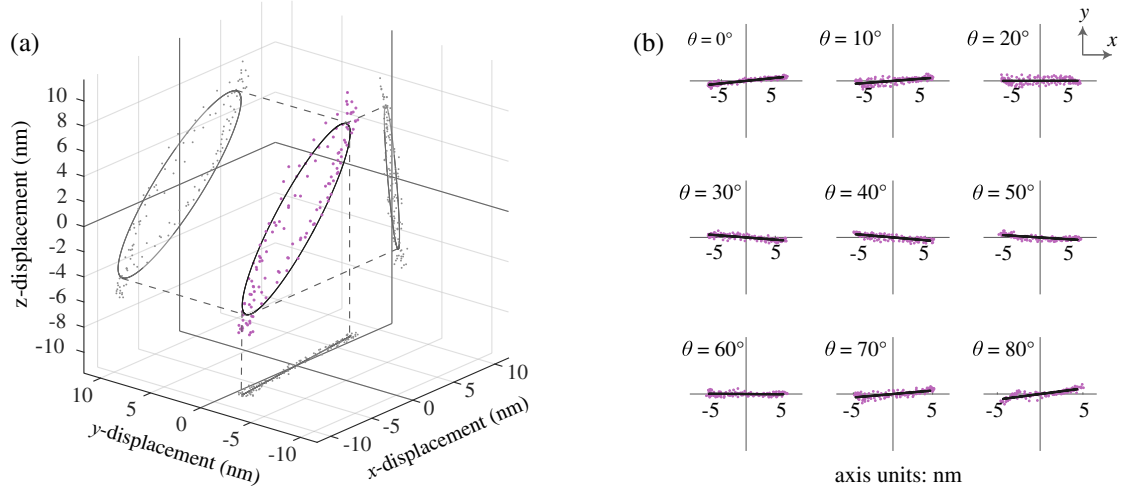 (a)
z-displacement (nm)
10
8
6
4
2
0
-2
-4
-6
-8
-10
10
5
0
-5
-10
y-displacement (nm)
-10
-5
0
5
10
x-displacement (nm)
(b)
y
x
θ = 0°
θ = 10°
θ = 20°
-5 5
-5 5
-5 5
θ = 30°
θ = 40°
θ = 50°
-5 5
-5 5
-5 5
θ = 60°
θ = 70°
θ = 80°
-5 5
-5 5
-5 5
axis units: nm